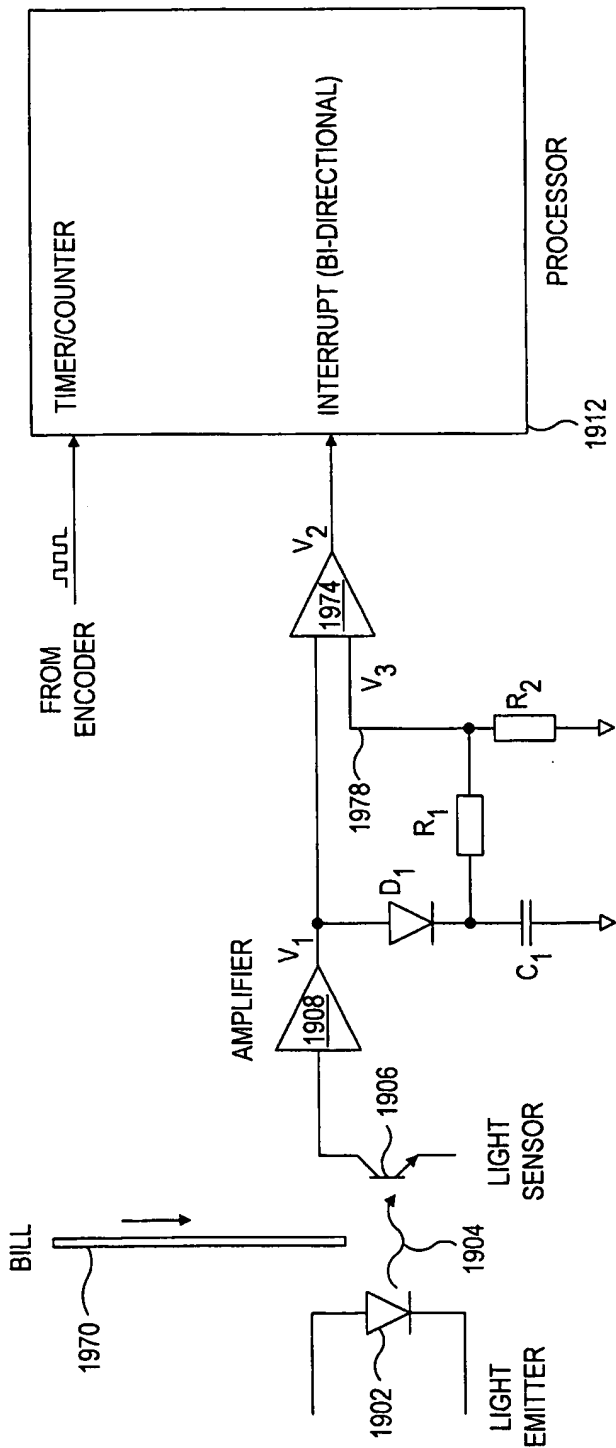 BILL
1970
LIGHT
EMITTER
1902
1904
LIGHT
SENSOR
1906
AMPLIFIER
1908
V1
D1
C1
R1
R2
1978
V3
1974
V2
FROM
ENCODER
TIMER/COUNTER
INTERRUPT (BI-DIRECTIONAL)
PROCESSOR
1912